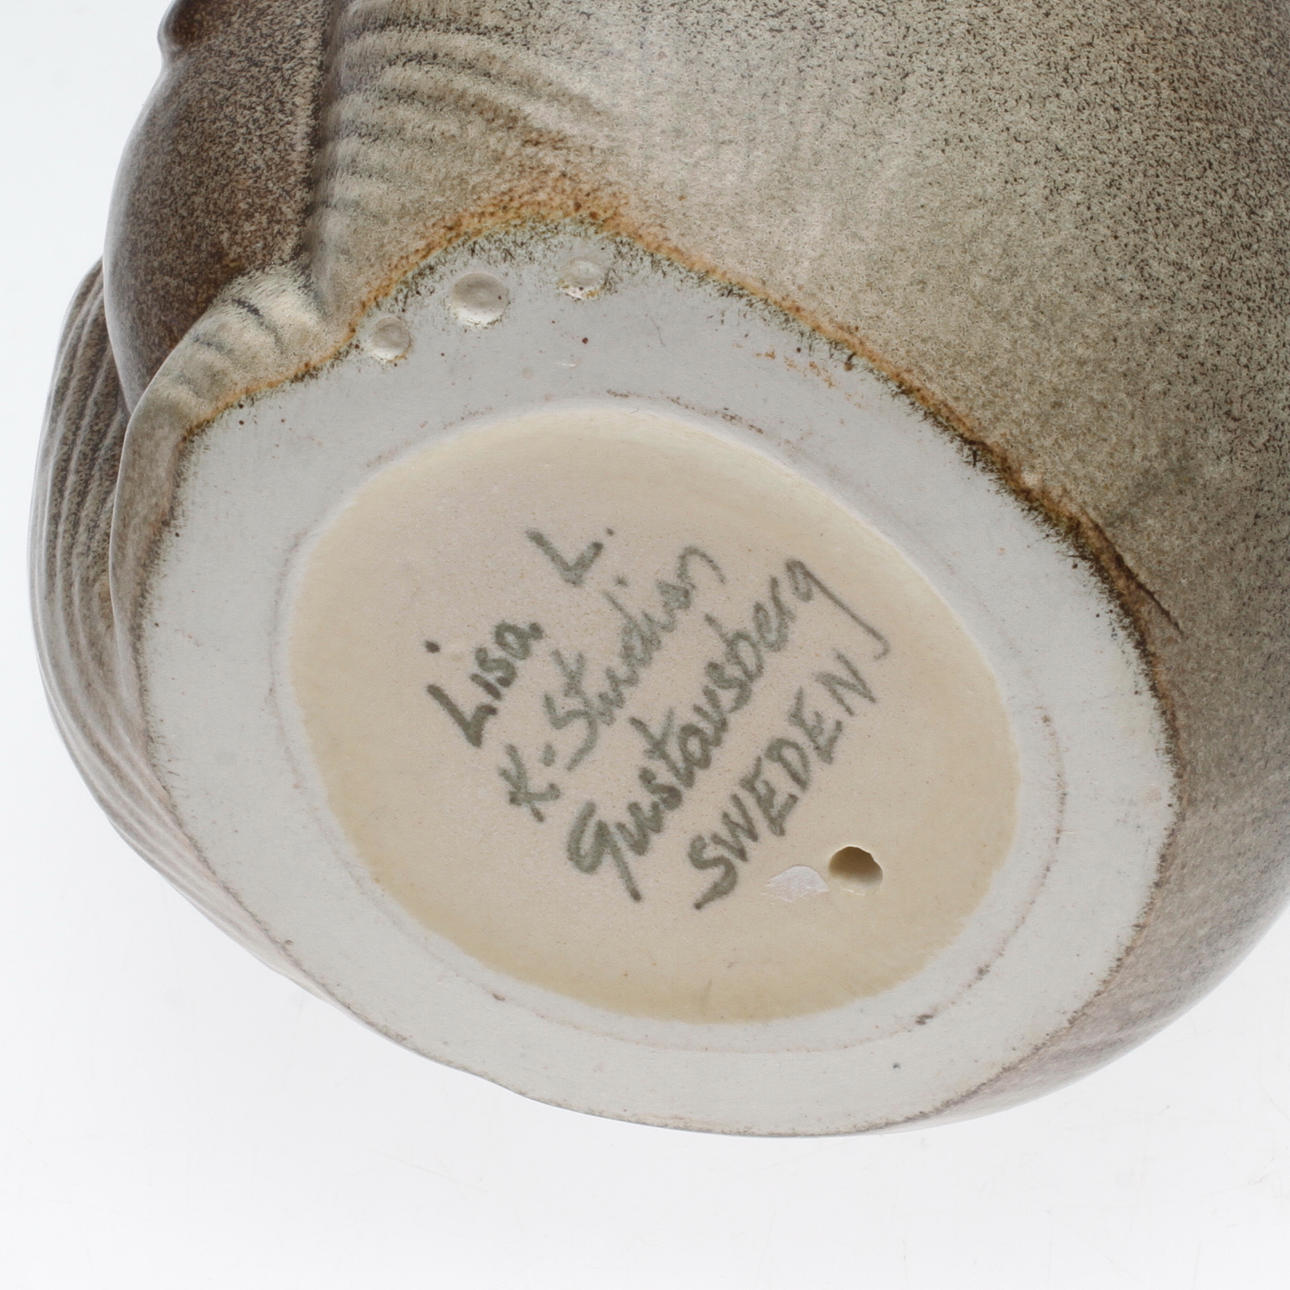 Lisa. L.
K-Studion
Gustavsberg
SWEDEN